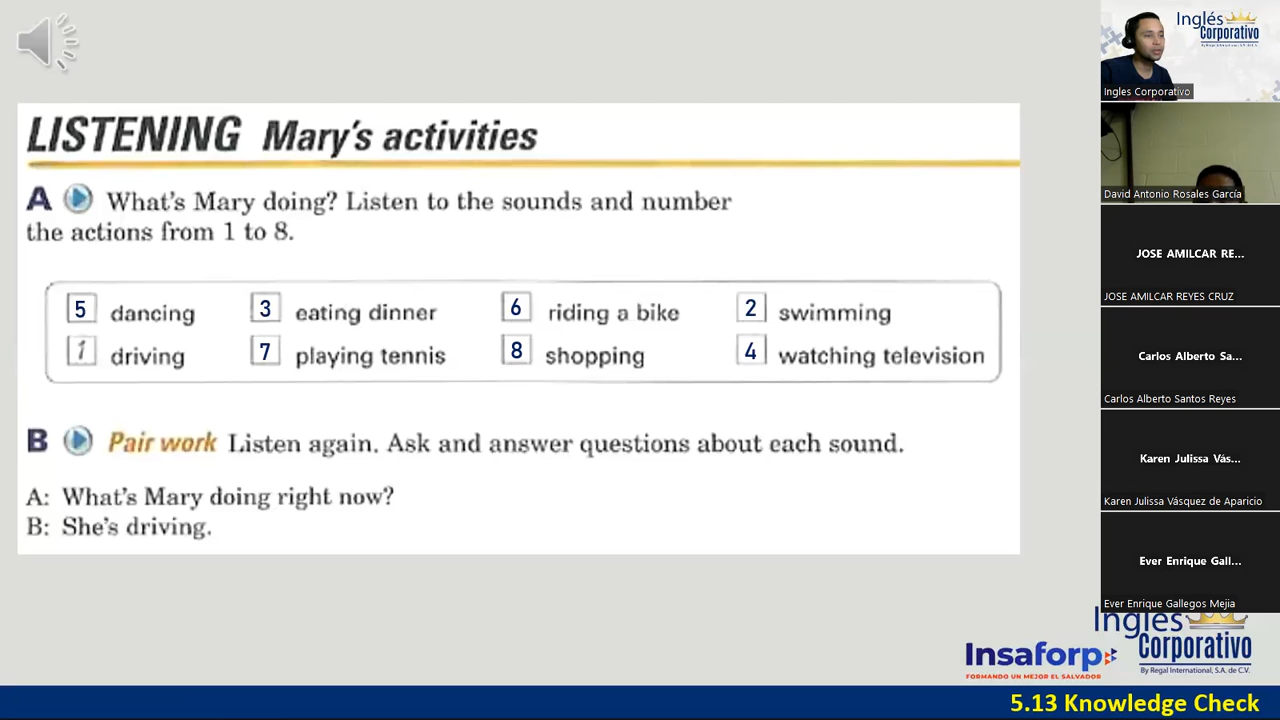 LISTENING Mary's activities
A What's Mary doing? Listen to the sounds and number
the actions from 1 to 8.
5 dancing 3 eating dinner 6 riding a bike 2 swimming
1 driving 7 playing tennis 8 shopping 4 watching television
B Pair work Listen again. Ask and answer questions about each sound.
A: What's Mary doing right now?
B: She's driving.
Inglés
Corporativo
By Regal International, S.A. de C.V.
Ingles Corporativo
David Antonio Rosales García
JOSE AMILCAR RE...
JOSE AMILCAR REYES CRUZ
Carlos Alberto Sa...
Carlos Alberto Santos Reyes
Karen Julissa Vás...
Karen Julissa Vásquez de Aparicio
Ever Enrique Gall...
Ever Enrique Gallegos Mejia
Insaforp
FORMANDO UN MEJOR EL SALVADOR
Inglés
Corporativo
By Regal International, S.A. de C.V.
5.13 Knowledge Check